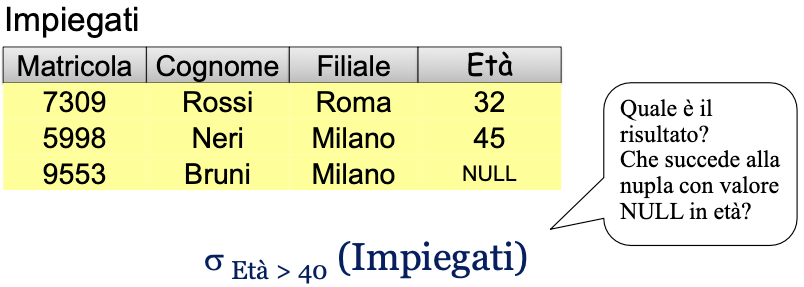 Impiegati
Matricola Cognome Filiale Età
7309 Rossi Roma 32
5998 Neri Milano 45
9553 Bruni Milano NULL
Quale è il
risultato?
Che succede alla
nupla con valore
NULL in età?
σ Età > 40 (Impiegati)